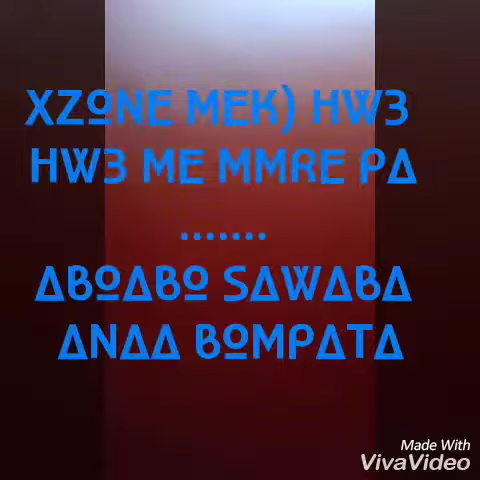 XZONE MEK) HW3
HW3 ME MMRE PA
.......
ABOABO SAWABA
ANAA BOMPATA
Made With
VivaVideo